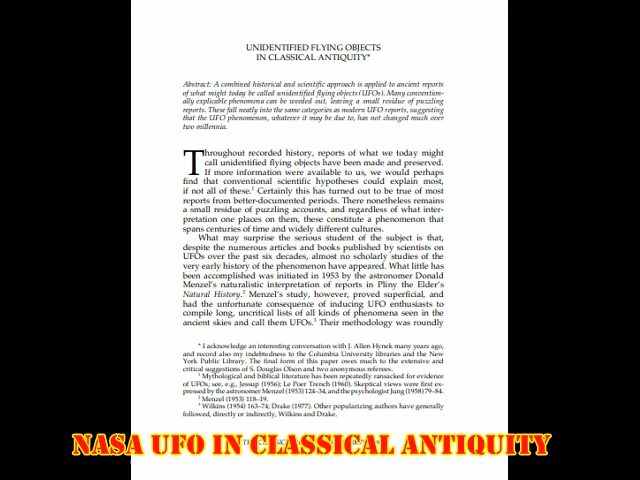 UNIDENTIFIED FLYING OBJECTS
IN CLASSICAL ANTIQUITY*
Abstract: A combined historical and scientific approach is applied to ancient reports
of what might today be called unidentified flying objects (UFOs). Many convention-
ally explicable phenomena can be weeded out, leaving a small residue of puzzling
reports. These fall neatly into the same categories as modern UFO reports, suggesting
that the UFO phenomenon, whatever it may be due to, has not changed much over
two millennia.
Throughout recorded history, reports of what we today might
call unidentified flying objects have been made and preserved.
If more information were available to us, we would perhaps
find that conventional scientific hypotheses could explain most,
if not all of these.1 Certainly this has turned out to be true of most
reports from better-documented periods. There nonetheless remains
a small residue of puzzling accounts, and regardless of what inter-
pretation one places on them, these constitute a phenomenon that
spans centuries of time and widely different cultures.
What may surprise the serious student of the subject is that,
despite the numerous articles and books published by scientists on
UFOs over the past six decades, almost no scholarly studies of the
very early history of the phenomenon have appeared. What little has
been accomplished was initiated in 1953 by the astronomer Donald
Menzel's naturalistic interpretation of reports in Pliny the Elder's
Natural History.2 Menzel's study, however, proved superficial, and
had the unfortunate consequence of inducing UFO enthusiasts to
compile long, uncritical lists of all kinds of phenomena seen in the
ancient skies and call them UFOs.3 Their methodology was roundly
* I acknowledge an interesting conversation with J. Allen Hynek many years ago,
and record also my indebtedness to the Columbia University libraries and the New
York Public Library. The final form of this paper owes much to the extensive and
critical suggestions of S. Douglas Olson and two anonymous referees.
1 Mythological and biblical literature has been repeatedly ransacked for evidence
of UFOs; see, e.g., Jessup (1956); Le Poer Trench (1960). Skeptical views were first ex-
pressed by the astronomer Menzel (1953) 124–34, and the psychologist Jung (1958) 79–84.
2 Menzel (1953) 118–19.
3 Wilkins (1954) 163–74; Drake (1977). Other popularizing authors have generally
followed, directly or indirectly, Wilkins and Drake.
NASA UFO IN CLASSICAL ANTIQUITY